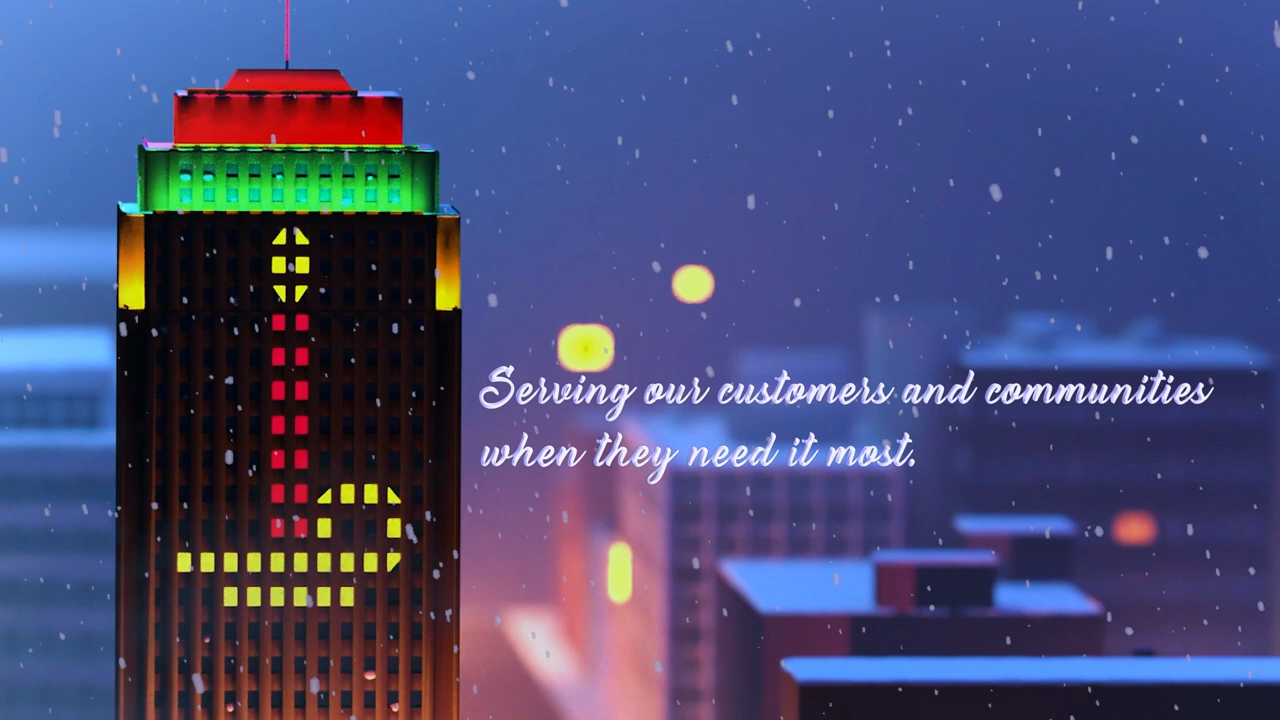 Serving our customers and communities
when they need it most.